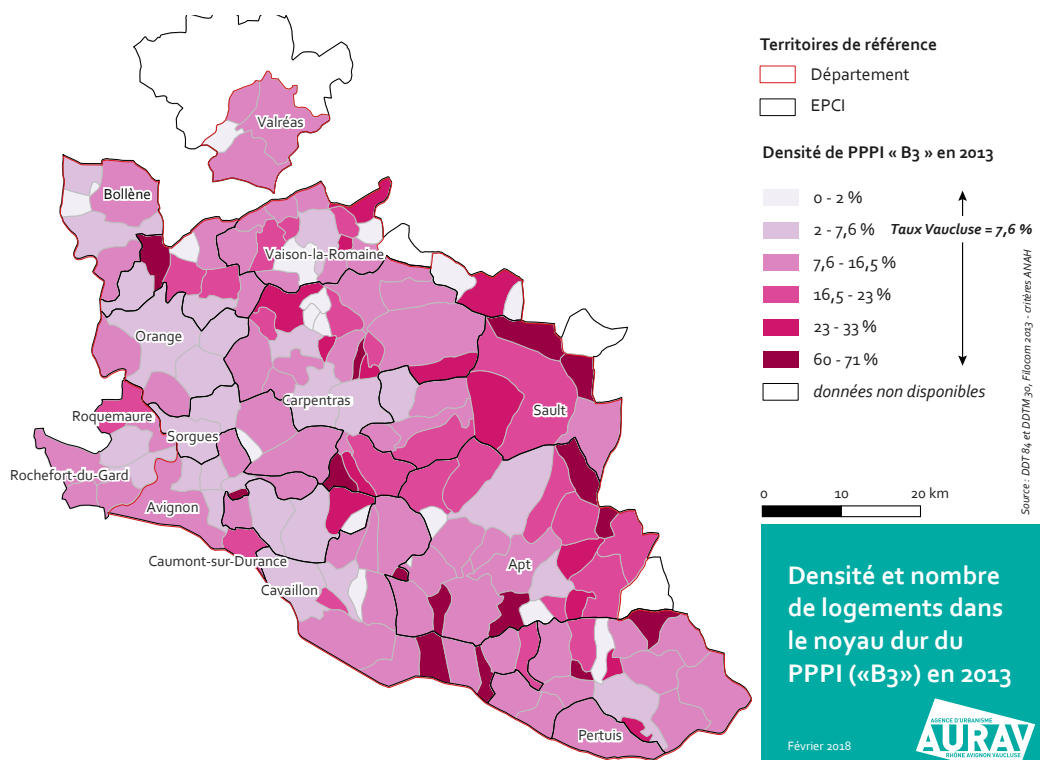 Valréas
Bollène
Vaison-la-Romaine
Orange
Carpentras
Sault
Roquemaure
Sorgues
Rochefort-du-Gard
Avignon
Caumont-sur-Durance
Apt
Cavaillon
Pertuis
Territoires de référence
Département
EPCI
Densité de PPPI « B3 » en 2013
0 - 2 %
2 - 7,6 %
Taux Vaucluse = 7,6 %
7,6 - 16,5 %
16,5 - 23 %
23 - 33 %
60 - 71 %
données non disponibles
Source : DDT 84 et DDTM 30, Filocom 2013 - critères ANAH
0 10 20 km
Densité et nombre
de logements dans
le noyau dur du
PPPI («B3») en 2013
Février 2018
AGENCE D'URBANISME
AURAV
RHÔNE AVIGNON VAUCLUSE